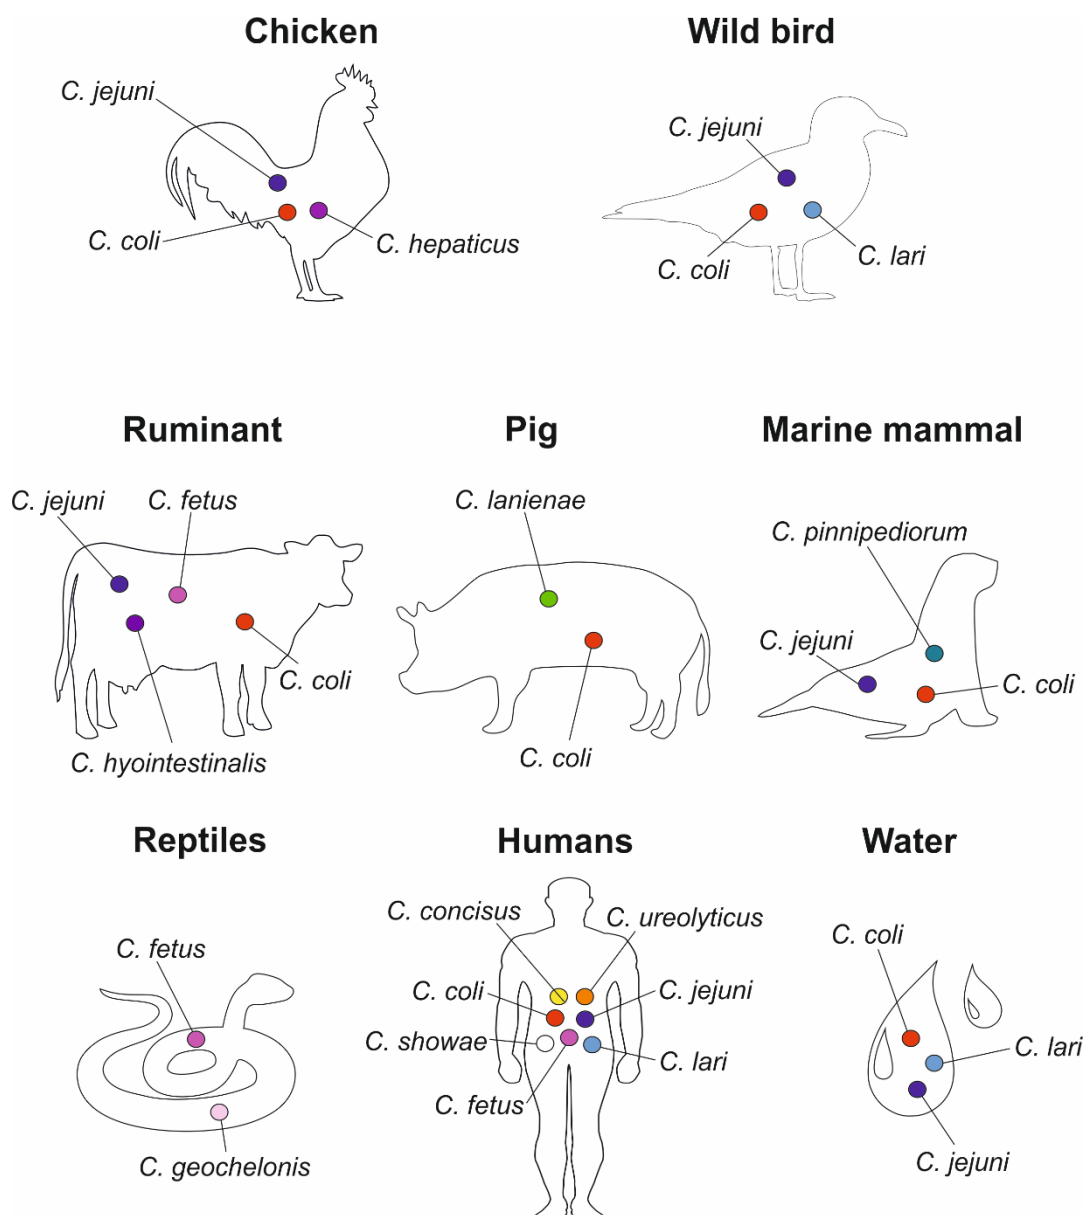 Chicken
C. jejuni
C. coli
C. hepaticus
Wild bird
C. jejuni
C. coli
C. lari
Ruminant
C. jejuni
C. fetus
C. coli
C. hyointestinalis
Pig
C. lanienae
C. coli
Marine mammal
C. pinnipediorum
C. jejuni
C. coli
Reptiles
C. fetus
C. geochelonis
Humans
C. concisus
C. ureolyticus
C. coli
C. jejuni
C. showae
C. lari
C. fetus
Water
C. coli
C. lari
C. jejuni